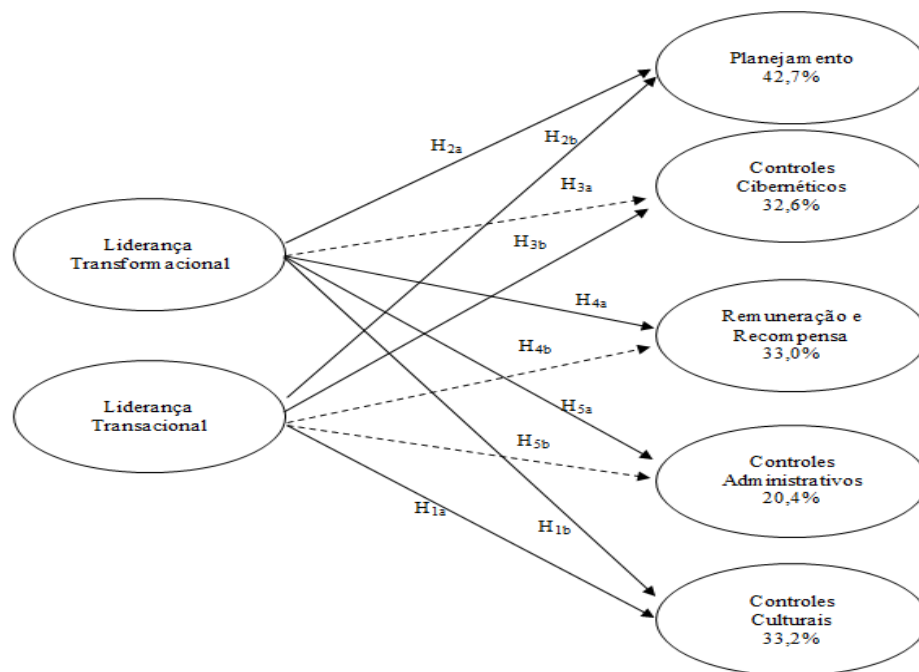 Planejamento
42,7%
H2a
H2b
Controles
Cibernéticos
32,6%
H3a
Liderança
Transformacional
H3b
H4a
Remuneração e
Recompensa
33,0%
H4b
Liderança
Transacional
H5a
H5b
Controles
Administrativos
20,4%
H1a
H1b
Controles
Culturais
33,2%